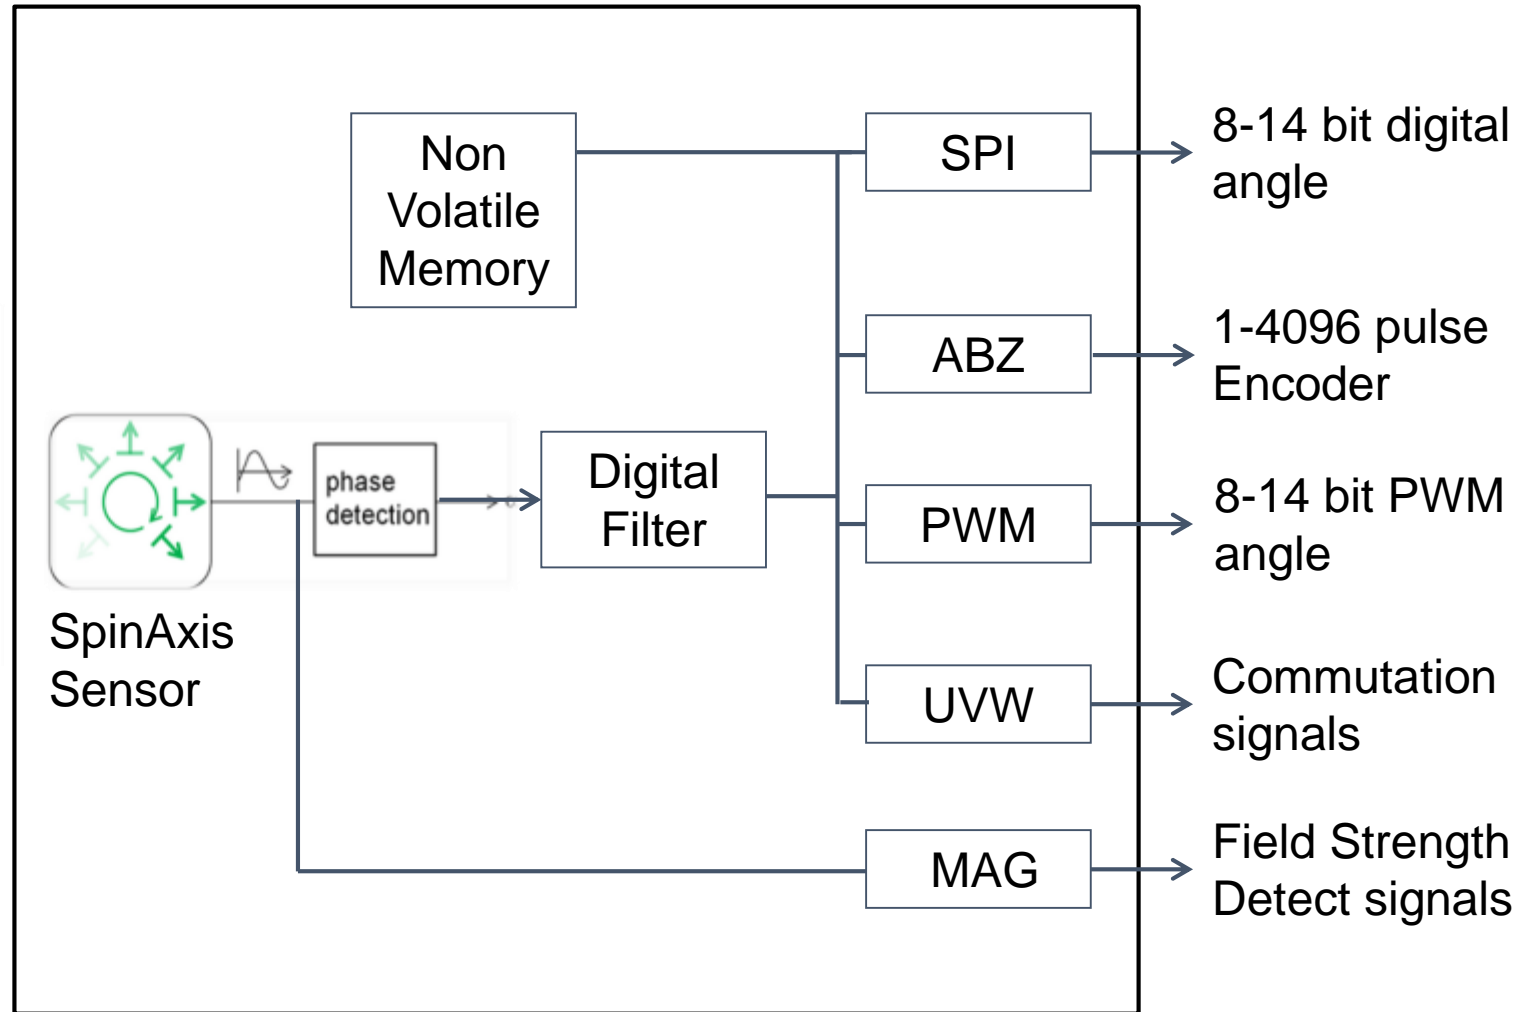 Non
Volatile
Memory
SPI
8-14 bit digital
angle
ABZ
1-4096 pulse
Encoder
phase
detection
Digital
Filter
PWM
8-14 bit PWM
angle
SpinAxis
Sensor
UVW
Commutation
signals
MAG
Field Strength
Detect signals